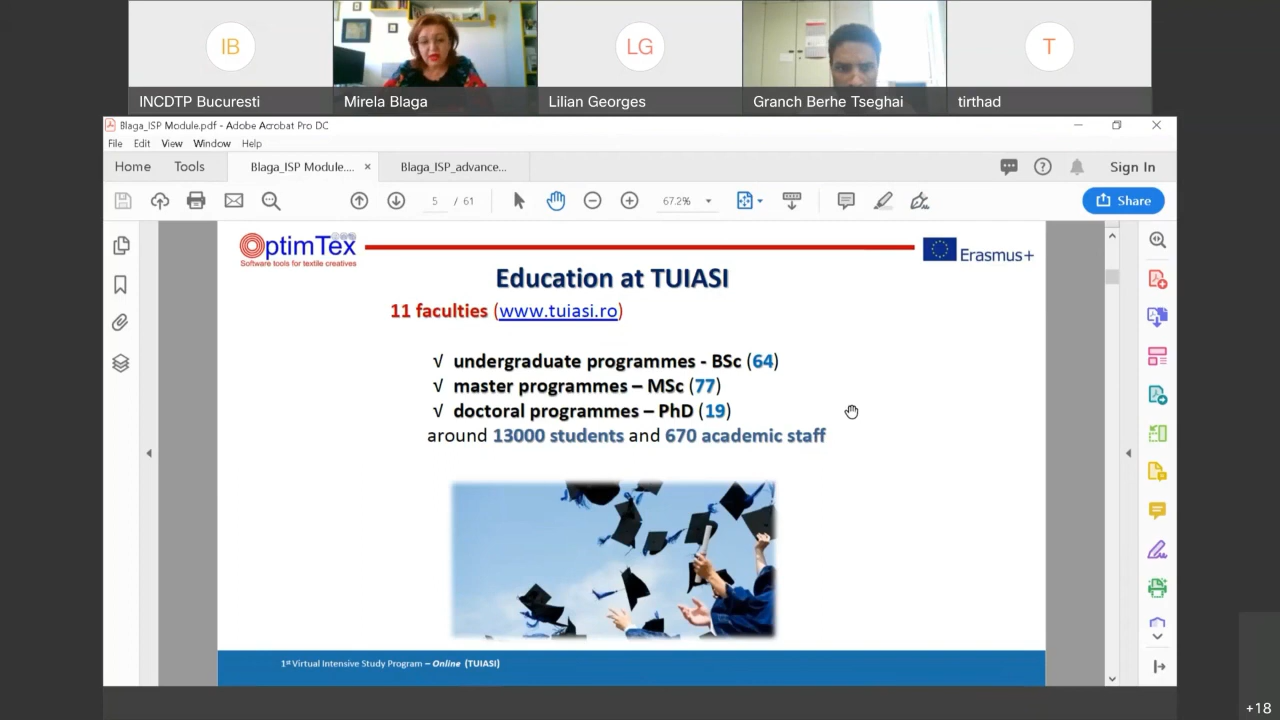 IB
LG
T
INCDTP Bucuresti
Mirela Blaga
Lilian Georges
Granch Berhe Tseghai
tirthad
Blaga_ISP Module.pdf - Adobe Acrobat Pro DC
File Edit View Window Help
Home Tools Blaga_ISP Module.... × Blaga_ISP_advance... Sign In
5 / 61 67.2% Share
OptimTex
Software tools for textile creatives
Erasmus+
Education at TUIASI
11 faculties (www.tuiasi.ro)
√ undergraduate programmes - BSc (64)
√ master programmes – MSc (77)
√ doctoral programmes – PhD (19)
around 13000 students and 670 academic staff
1st Virtual Intensive Study Program – Online (TUIASI)
+18